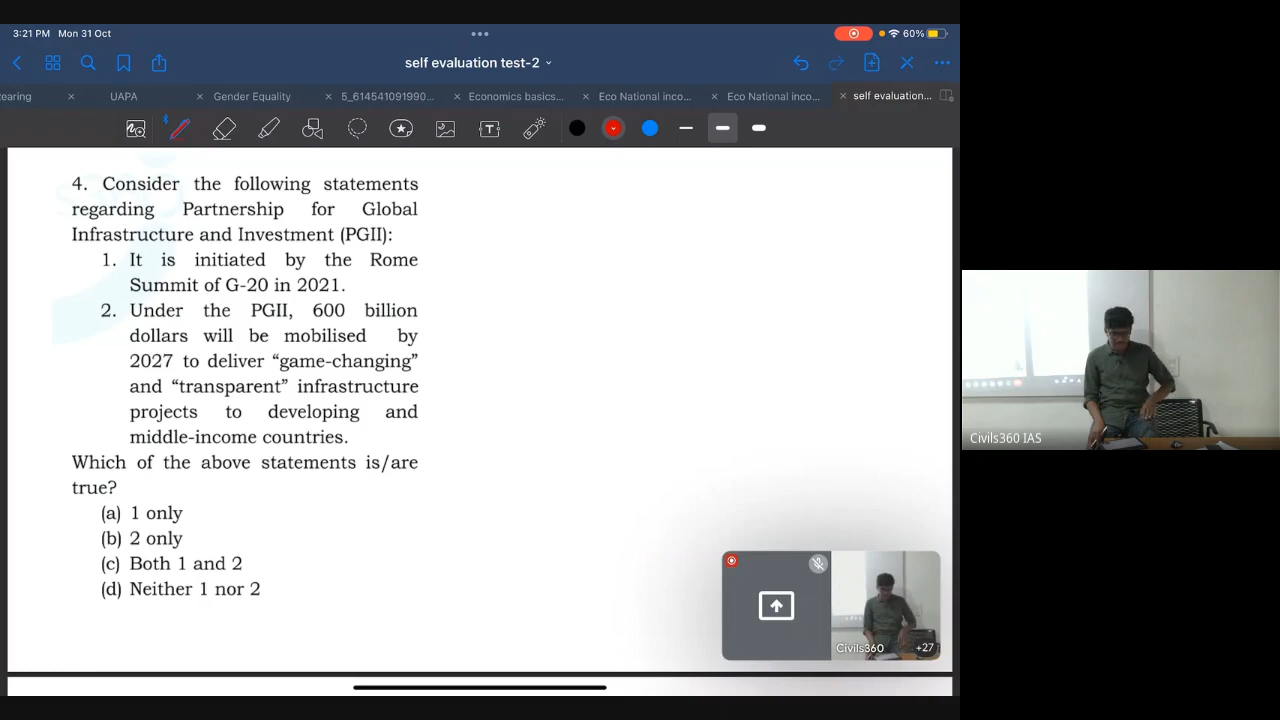 3:21 PM Mon 31 Oct
60%
self evaluation test-2
earing
UAPA
Gender Equality
5_614541091990...
Economics basics...
Eco National inco...
Eco National inco...
self evaluation...
4. Consider the following statements
regarding Partnership for Global
Infrastructure and Investment (PGII):
1. It is initiated by the Rome
Summit of G-20 in 2021.
2. Under the PGII, 600 billion
dollars will be mobilised by
2027 to deliver “game-changing”
and “transparent” infrastructure
projects to developing and
middle-income countries.
Which of the above statements is/are
true?
(a) 1 only
(b) 2 only
(c) Both 1 and 2
(d) Neither 1 nor 2
Civils360
+27
Civils360 IAS